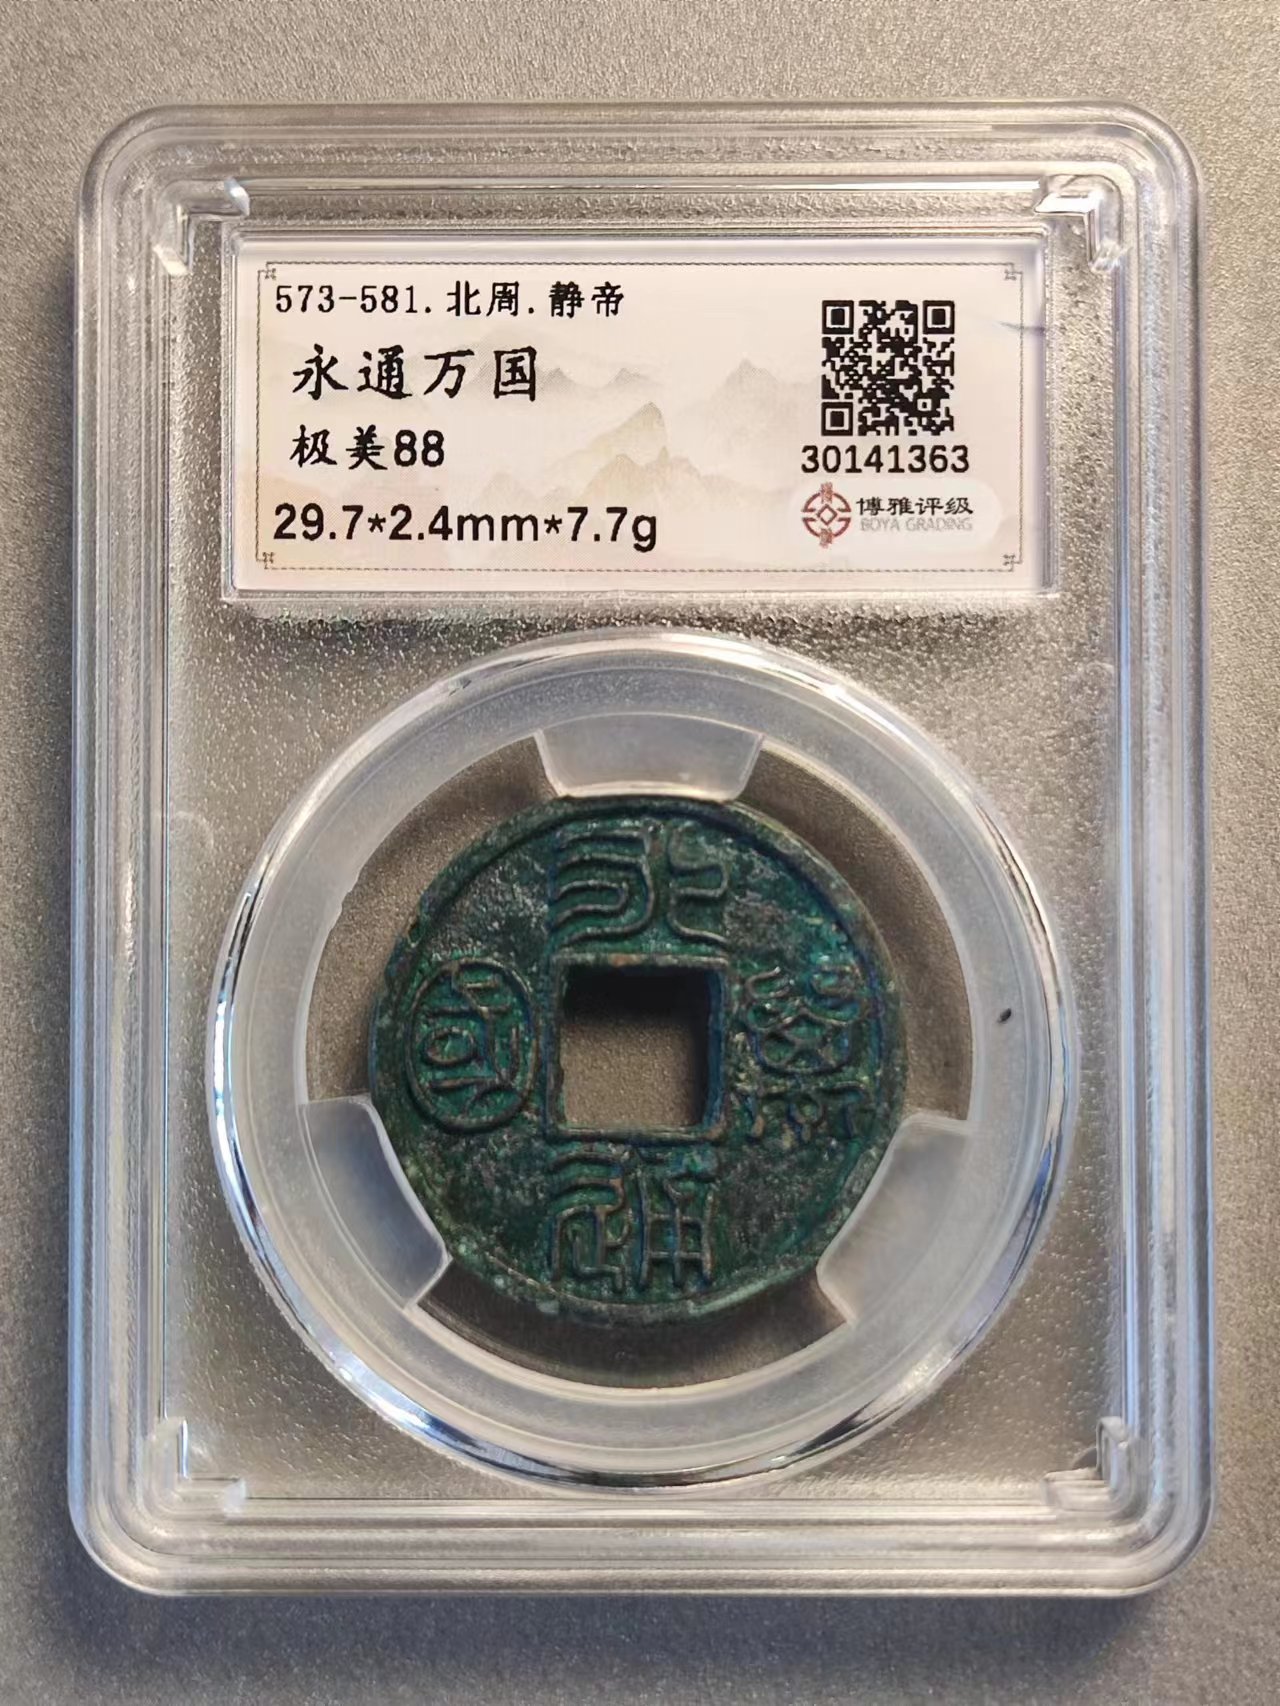 573-581.北周.静帝
永通万国
极美88
29.7*2.4mm*7.7g
30141363
博雅评级
BOYA GRADING
永
國 萬
通